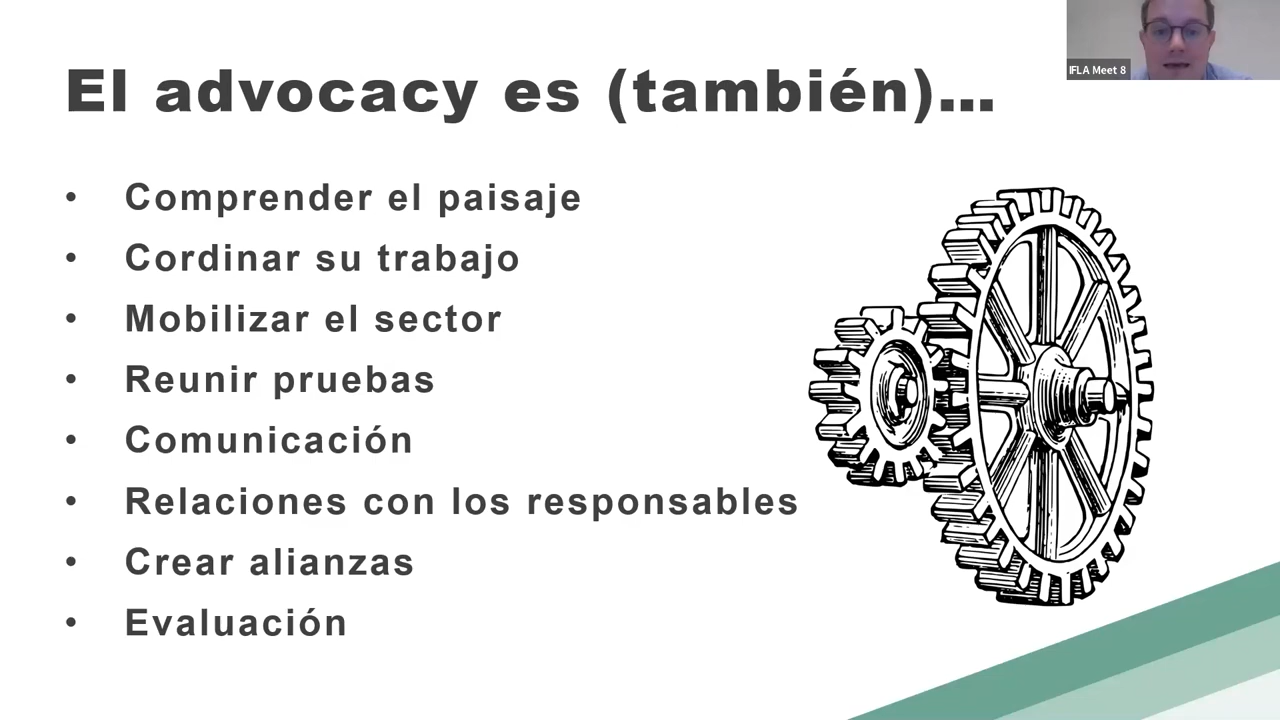 El advocacy es (también)...
IFLA Meet 8
• Comprender el paisaje
• Cordinar su trabajo
• Mobilizar el sector
• Reunir pruebas
• Comunicación
• Relaciones con los responsables
• Crear alianzas
• Evaluación